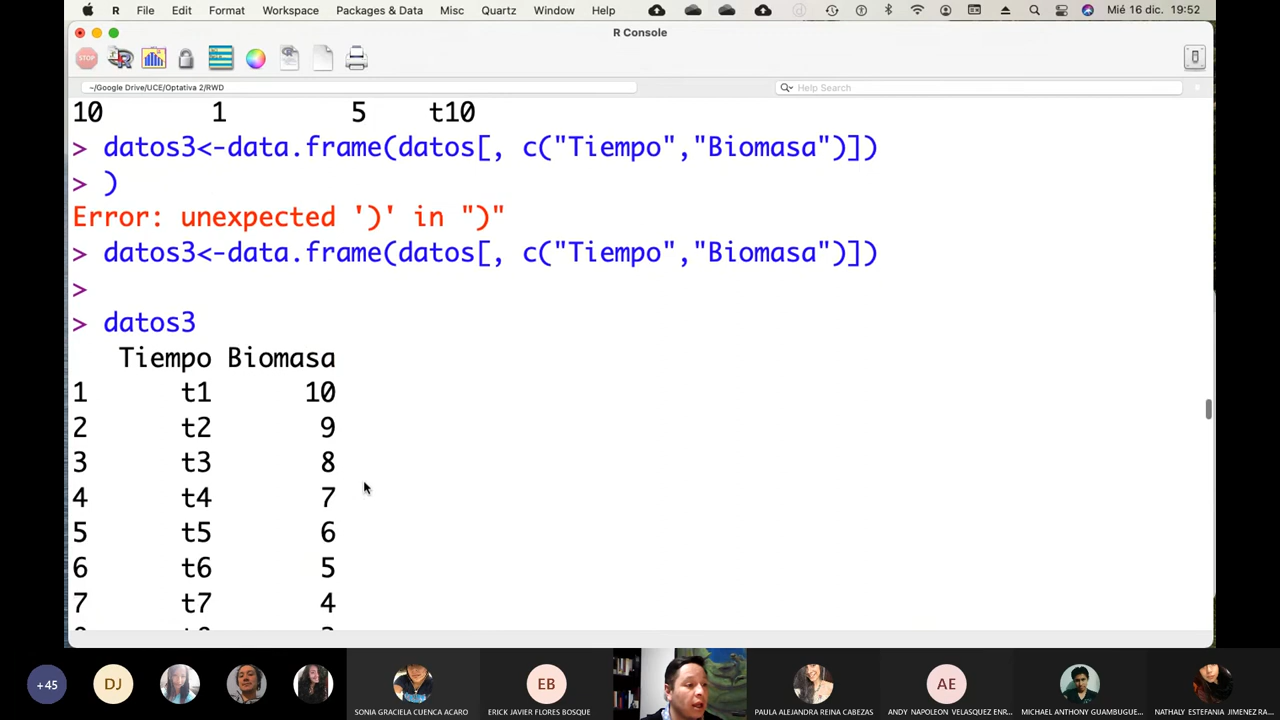 R File Edit Format Workspace Packages & Data Misc Quartz Window Help Mié 16 dic. 19:52
R Console
STOP
~/Google Drive/UCE/Optativa 2/RWD Help Search
10 1 5 t10
> datos3<-data.frame(datos[, c("Tiempo","Biomasa")])
> )
Error: unexpected ')' in ")"
> datos3<-data.frame(datos[, c("Tiempo","Biomasa")])
>
> datos3
Tiempo Biomasa
1 t1 10
2 t2 9
3 t3 8
4 t4 7
5 t5 6
6 t6 5
7 t7 4
+45 DJ EB AE
SONIA GRACIELA CUENCA ACARO ERICK JAVIER FLORES BOSQUE PAULA ALEJANDRA REINA CABEZAS ANDY NAPOLEON VELASQUEZ ENR... MICHAEL ANTHONY GUAMBUGUE... NATHALY ESTEFANIA JIMENEZ RA...